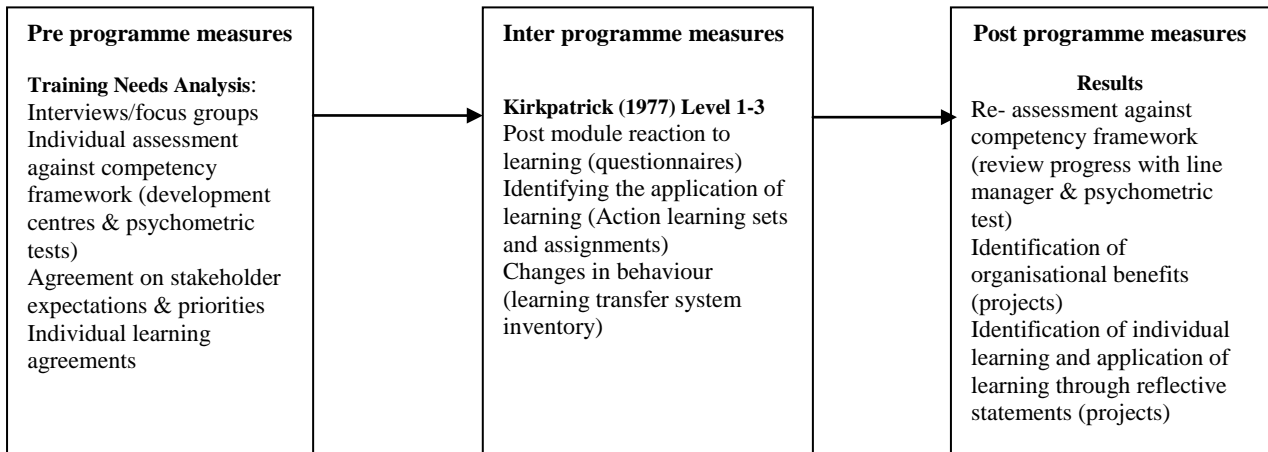 Pre programme measures
Training Needs Analysis:
Interviews/focus groups
Individual assessment
against competency
framework (development
centres & psychometric
tests)
Agreement on stakeholder
expectations & priorities
Individual learning
agreements
Inter programme measures
Kirkpatrick (1977) Level 1-3
Post module reaction to
learning (questionnaires)
Identifying the application of
learning (Action learning sets
and assignments)
Changes in behaviour
(learning transfer system
inventory)
Post programme measures
Results
Re- assessment against
competency framework
(review progress with line
manager & psychometric
test)
Identification of
organisational benefits
(projects)
Identification of individual
learning and application of
learning through reflective
statements (projects)